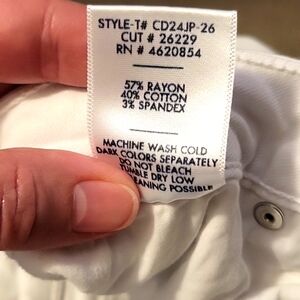 STYLE-T# CD24JP-26
CUT # 26229
RN # 4620854
57% RAYON
40% COTTON
3% SPANDEX
MACHINE WASH COLD
DARK COLORS SEPARATELY
DO NOT BLEACH
TUMBLE DRY LOW
POSSIBLE